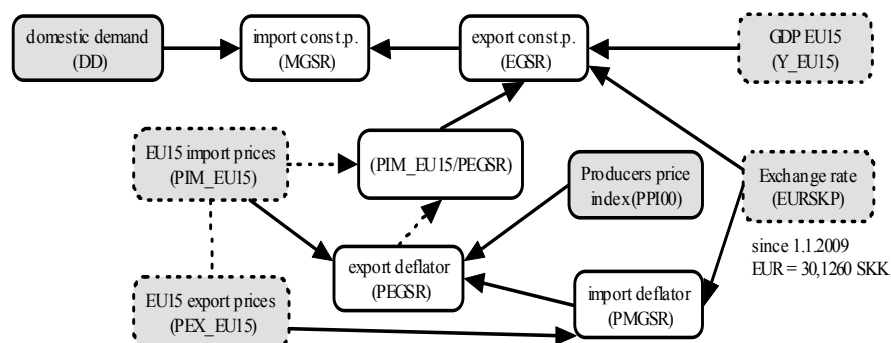 domestic demand
(DD)
import const.p.
(MGSR)
export const.p.
(EGSR)
GDP EU15
(Y_EU15)
EU15 import prices
(PIM_EU15)
(PIM_EU15/PEGSR)
Producers price
index(PPI00)
Exchange rate
(EURSKP)
since 1.1.2009
EUR = 30,1260 SKK
export deflator
(PEGSR)
EU15 export prices
(PEX_EU15)
import deflator
(PMGSR)